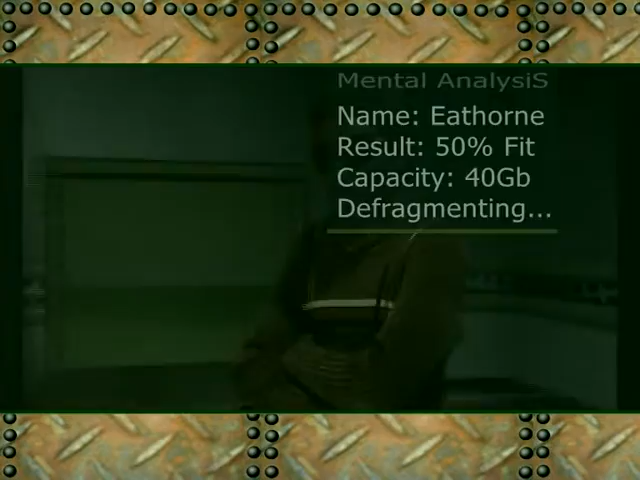 Mental AnalysiS
Name: Eathorne
Result: 50% Fit
Capacity: 40Gb
Defragmenting...